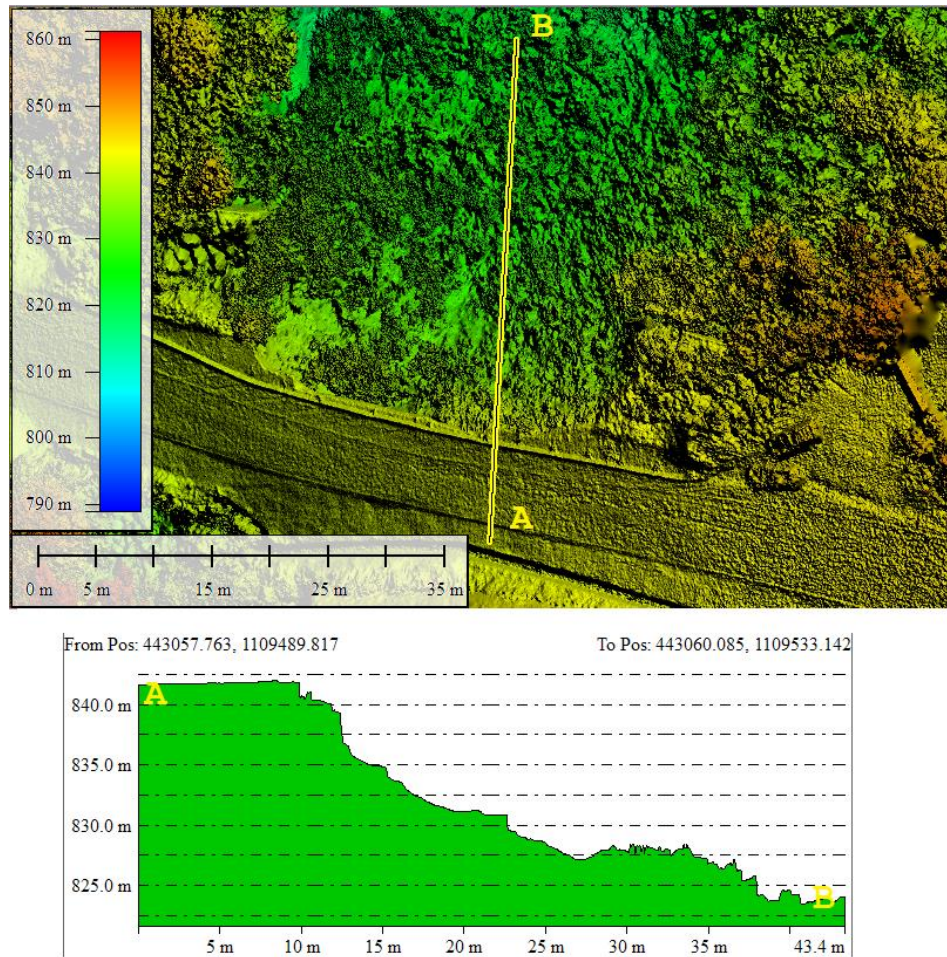 860 m
B
850 m
840 m
830 m
820 m
810 m
800 m
790 m
A
0 m 5 m 15 m 25 m 35 m
From Pos: 443057.763, 1109489.817 To Pos: 443060.085, 1109533.142
A
840.0 m
835.0 m
830.0 m
825.0 m
B
5 m 10 m 15 m 20 m 25 m 30 m 35 m 43.4 m